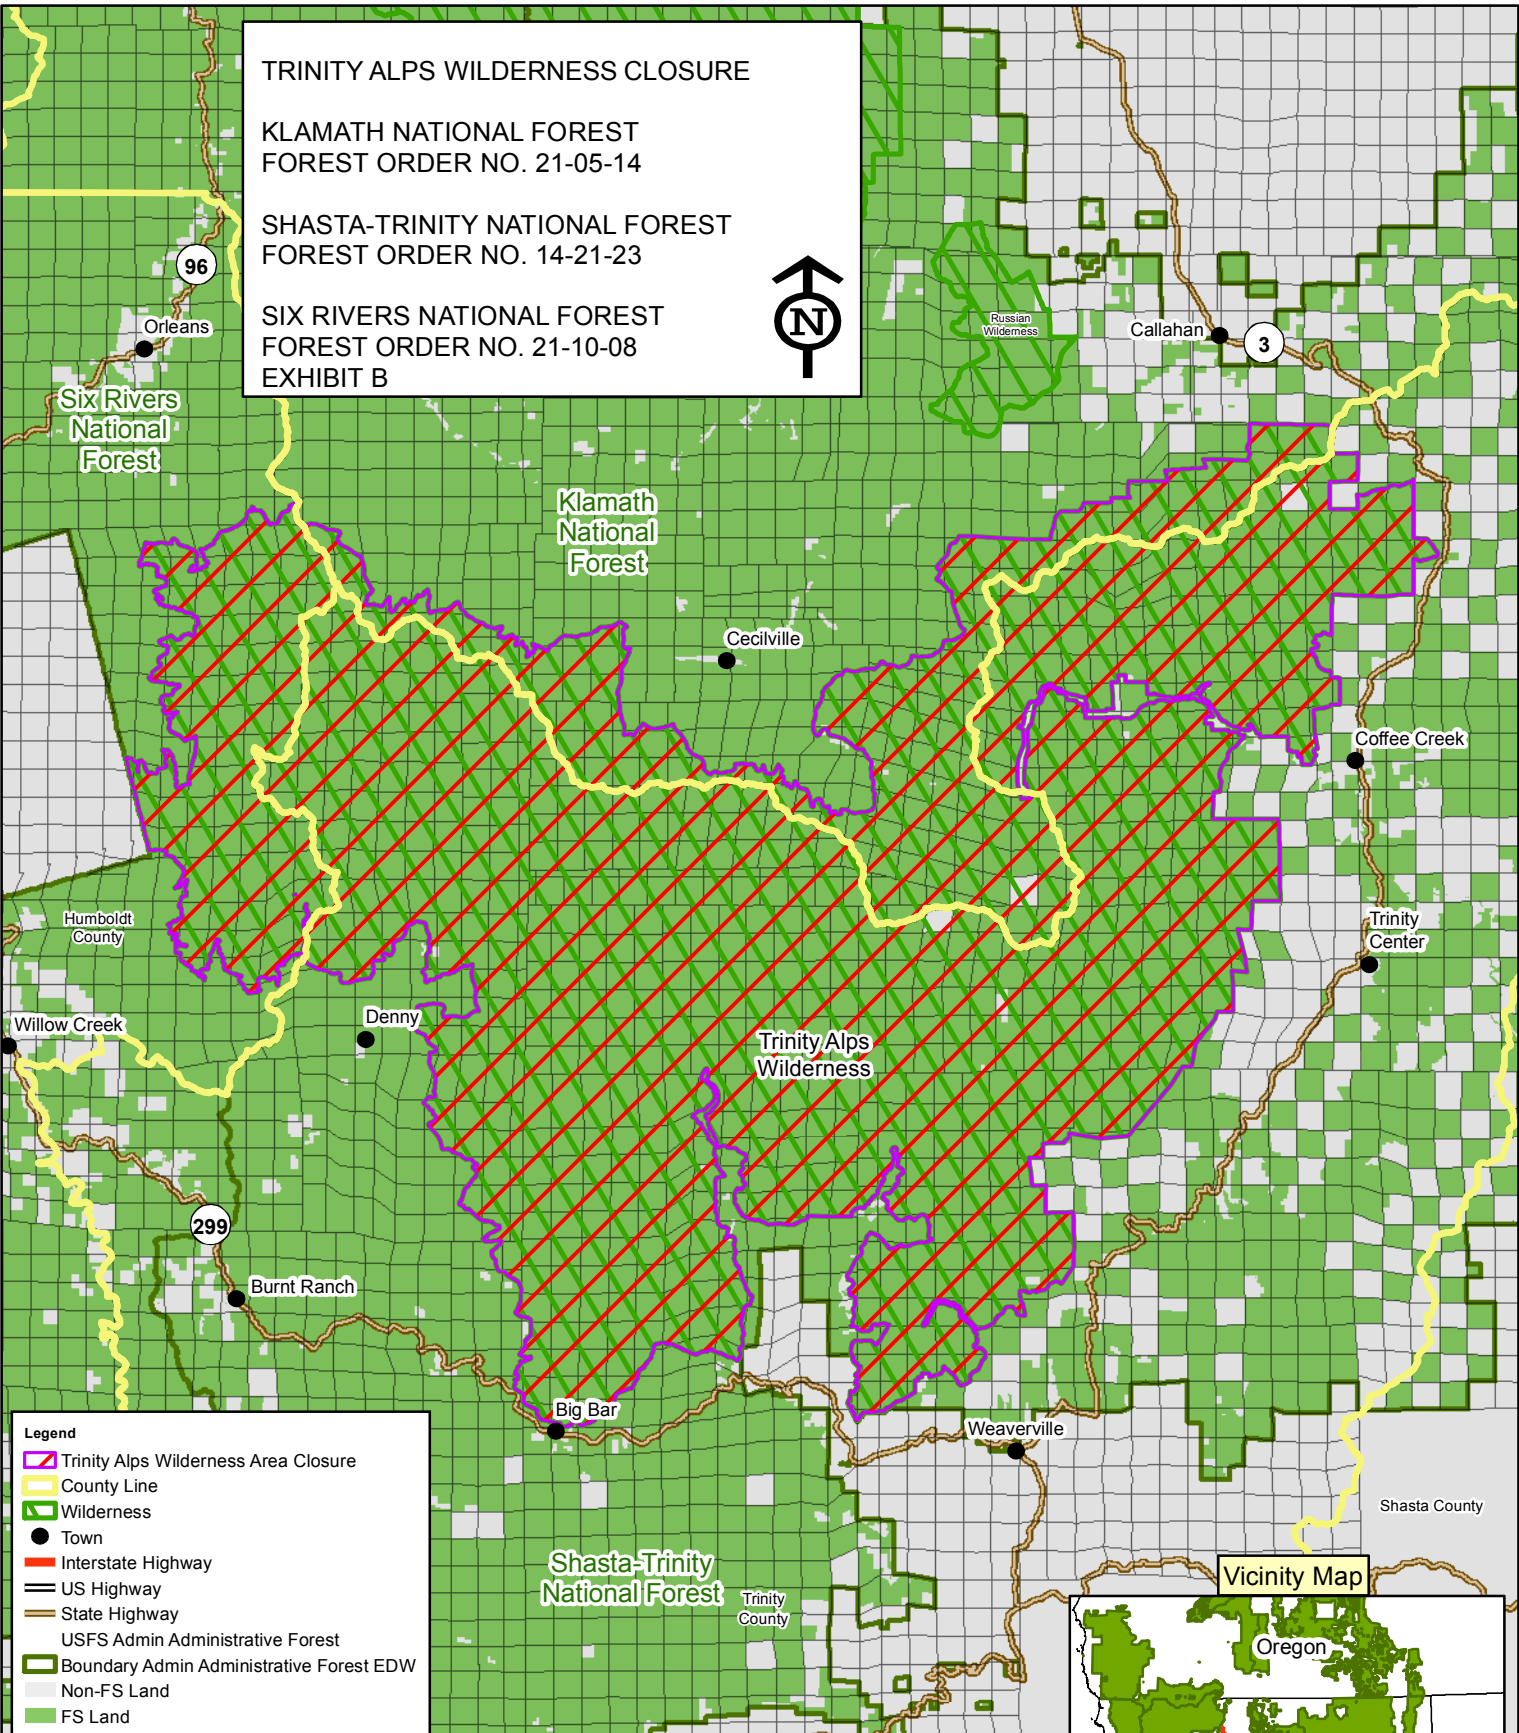 TRINITY ALPS WILDERNESS CLOSURE
KLAMATH NATIONAL FOREST
FOREST ORDER NO. 21-05-14
SHASTA-TRINITY NATIONAL FOREST
FOREST ORDER NO. 14-21-23
SIX RIVERS NATIONAL FOREST
FOREST ORDER NO. 21-10-08
EXHIBIT B
N
96
Orleans
Six Rivers
National
Forest
Russian
Wilderness
Callahan
3
Klamath
National
Forest
Cecilville
Coffee Creek
Humboldt
County
Trinity
Center
Willow Creek
Denny
Trinity Alps
Wilderness
299
Burnt Ranch
Big Bar
Weaverville
Shasta County
Shasta-Trinity
National Forest
Trinity
County
Legend
Trinity Alps Wilderness Area Closure
County Line
Wilderness
Town
Interstate Highway
US Highway
State Highway
USFS Admin Administrative Forest
Boundary Admin Administrative Forest EDW
Non-FS Land
FS Land
Vicinity Map
Oregon